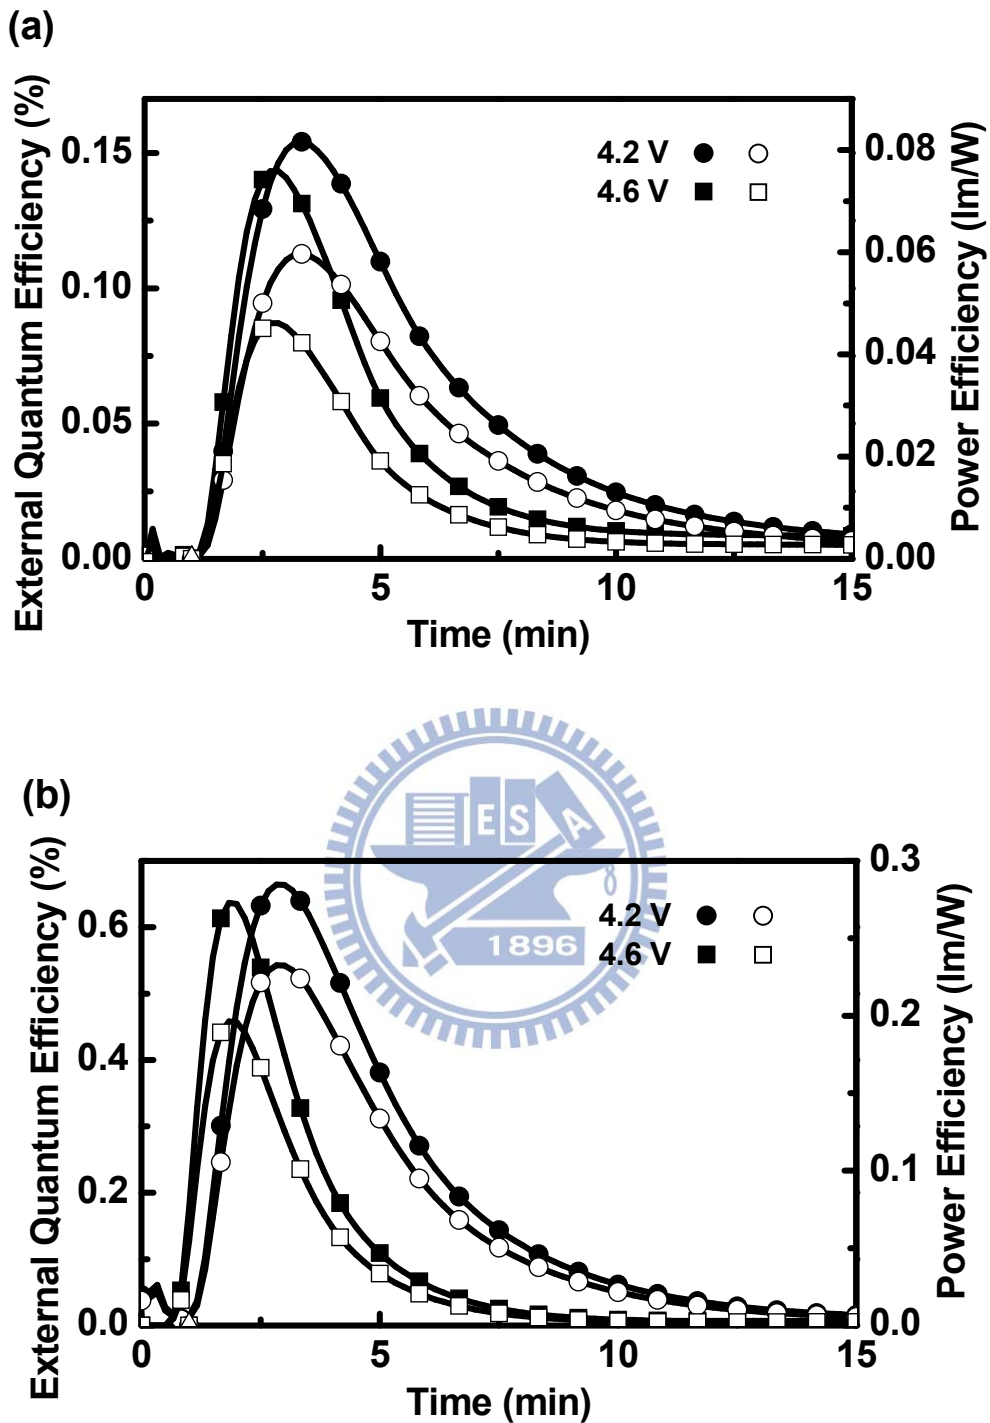 (a)
External Quantum Efficiency (%)
0.15
0.10
0.05
0.00
4.2 V
4.6 V
0.08
0.06
0.04
0.02
0.00
Power Efficiency (lm/W)
0 5 10 15
Time (min)
(b)
External Quantum Efficiency (%)
0.6
0.4
0.2
0.0
E S A
1896
4.2 V
4.6 V
0.3
0.2
0.1
0.0
Power Efficiency (lm/W)
0 5 10 15
Time (min)